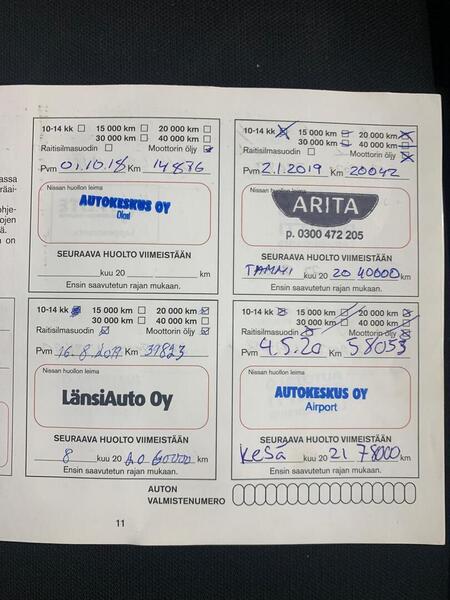 10-14 kk 15 000 km 20 000 km
30 000 km 40 000 km
Raitisilmasuodin Moottorin öljy
Pvm 01.10.18 Km 14876
Nissan huollon leima
AUTOKESKUS OY
Olari
SEURAAVA HUOLTO VIIMEISTÄÄN
kuu 20 km
Ensin saavutetun rajan mukaan.
10-14 kk 15 000 km 20 000 km
30 000 km 40 000 km
Raitisilmasuodin Moottorin öljy
Pvm 2.1.2019 Km 20042
Nissan huollon leima
ARITA
p. 0300 472 205
SEURAAVA HUOLTO VIIMEISTÄÄN
TAMMI kuu 20 20 40000 km
Ensin saavutetun rajan mukaan.
10-14 kk 15 000 km 20 000 km
30 000 km 40 000 km
Raitisilmasuodin Moottorin öljy
Pvm 16.8.2019 Km 39823
Nissan huollon leima
LänsiAuto Oy
SEURAAVA HUOLTO VIIMEISTÄÄN
8 kuu 20 20 60000 km
Ensin saavutetun rajan mukaan.
10-14 kk 15 000 km 20 000 km
30 000 km 40 000 km
Raitisilmasuodin Moottorin öljy
Pvm 4.5.20 Km 58053
Nissan huollon leima
AUTOKESKUS OY
Airport
SEURAAVA HUOLTO VIIMEISTÄÄN
Kesä kuu 20 21 78000 km
Ensin saavutetun rajan mukaan.
AUTON
VALMISTENUMERO
11